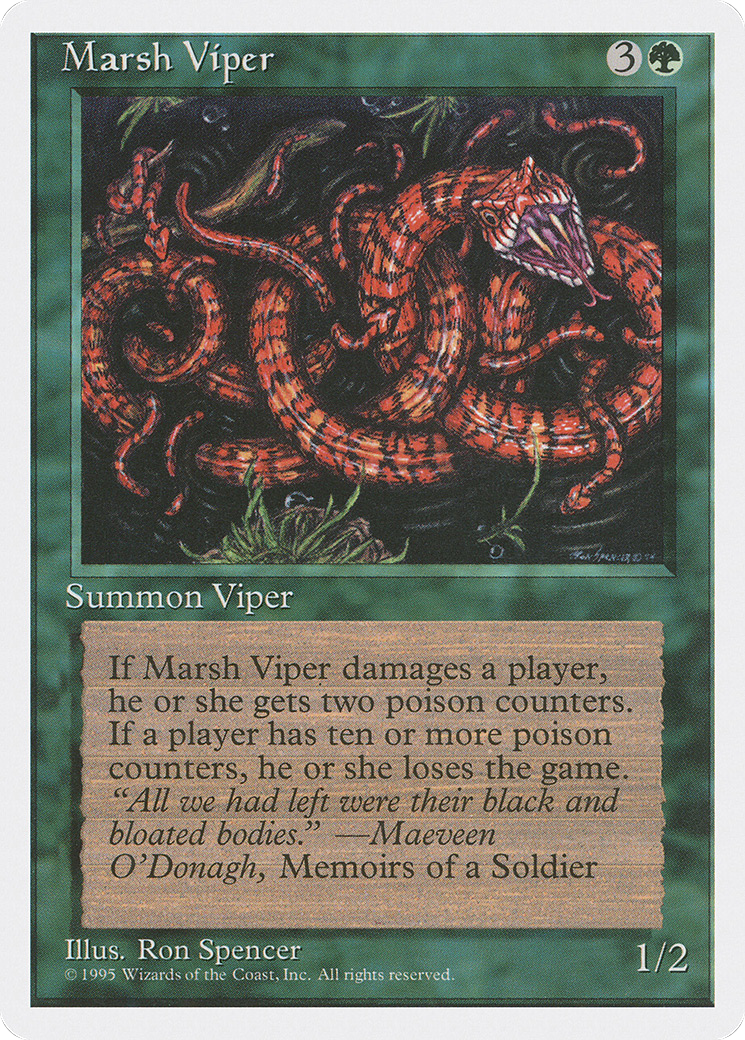 Marsh Viper 3
Summon Viper
If Marsh Viper damages a player,
he or she gets two poison counters.
If a player has ten or more poison
counters, he or she loses the game.
“All we had left were their black and
bloated bodies.” —Maeveen
O’Donagh, Memoirs of a Soldier
Illus. Ron Spencer
1/2
© 1995 Wizards of the Coast, Inc. All rights reserved.